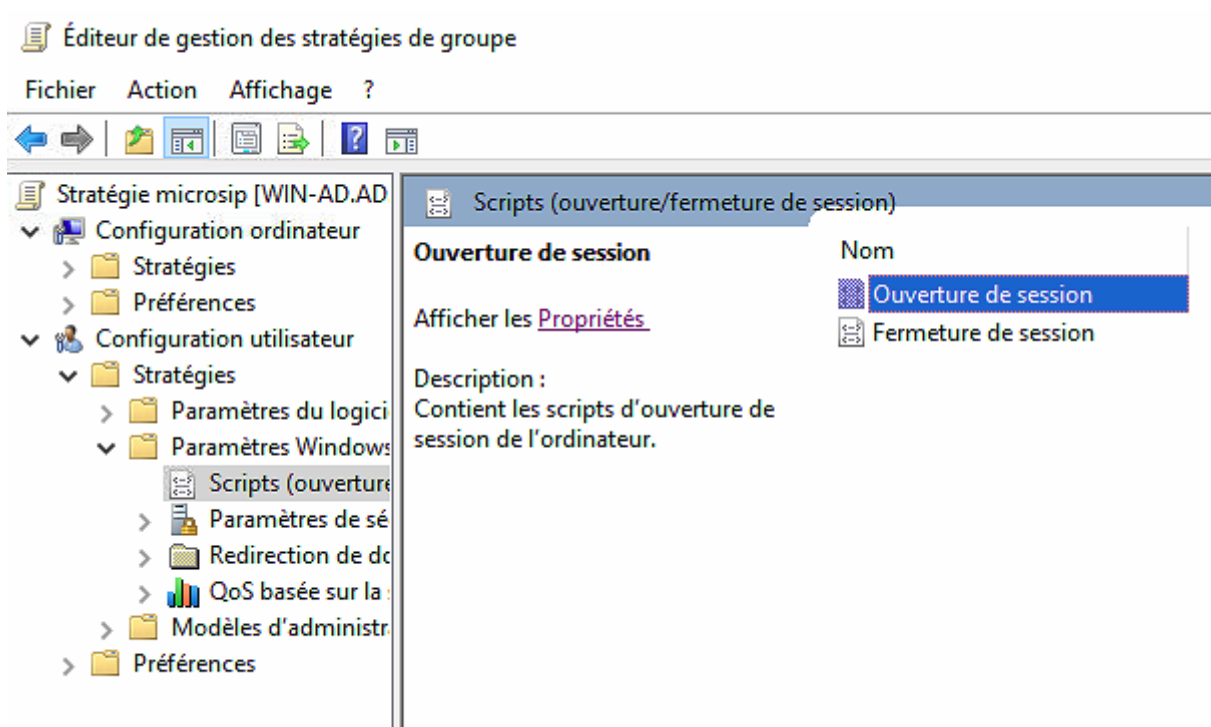 Éditeur de gestion des stratégies de groupe
Fichier Action Affichage ?
Stratégie microsip [WIN-AD.AD
Configuration ordinateur
Stratégies
Préférences
Configuration utilisateur
Stratégies
Paramètres du logici
Paramètres Windows
Scripts (ouverture
Paramètres de sé
Redirection de do
QoS basée sur la
Modèles d'administr
Préférences
Scripts (ouverture/fermeture de session)
Ouverture de session
Afficher les Propriétés
Description :
Contient les scripts d'ouverture de
session de l'ordinateur.
Nom
Ouverture de session
Fermeture de session